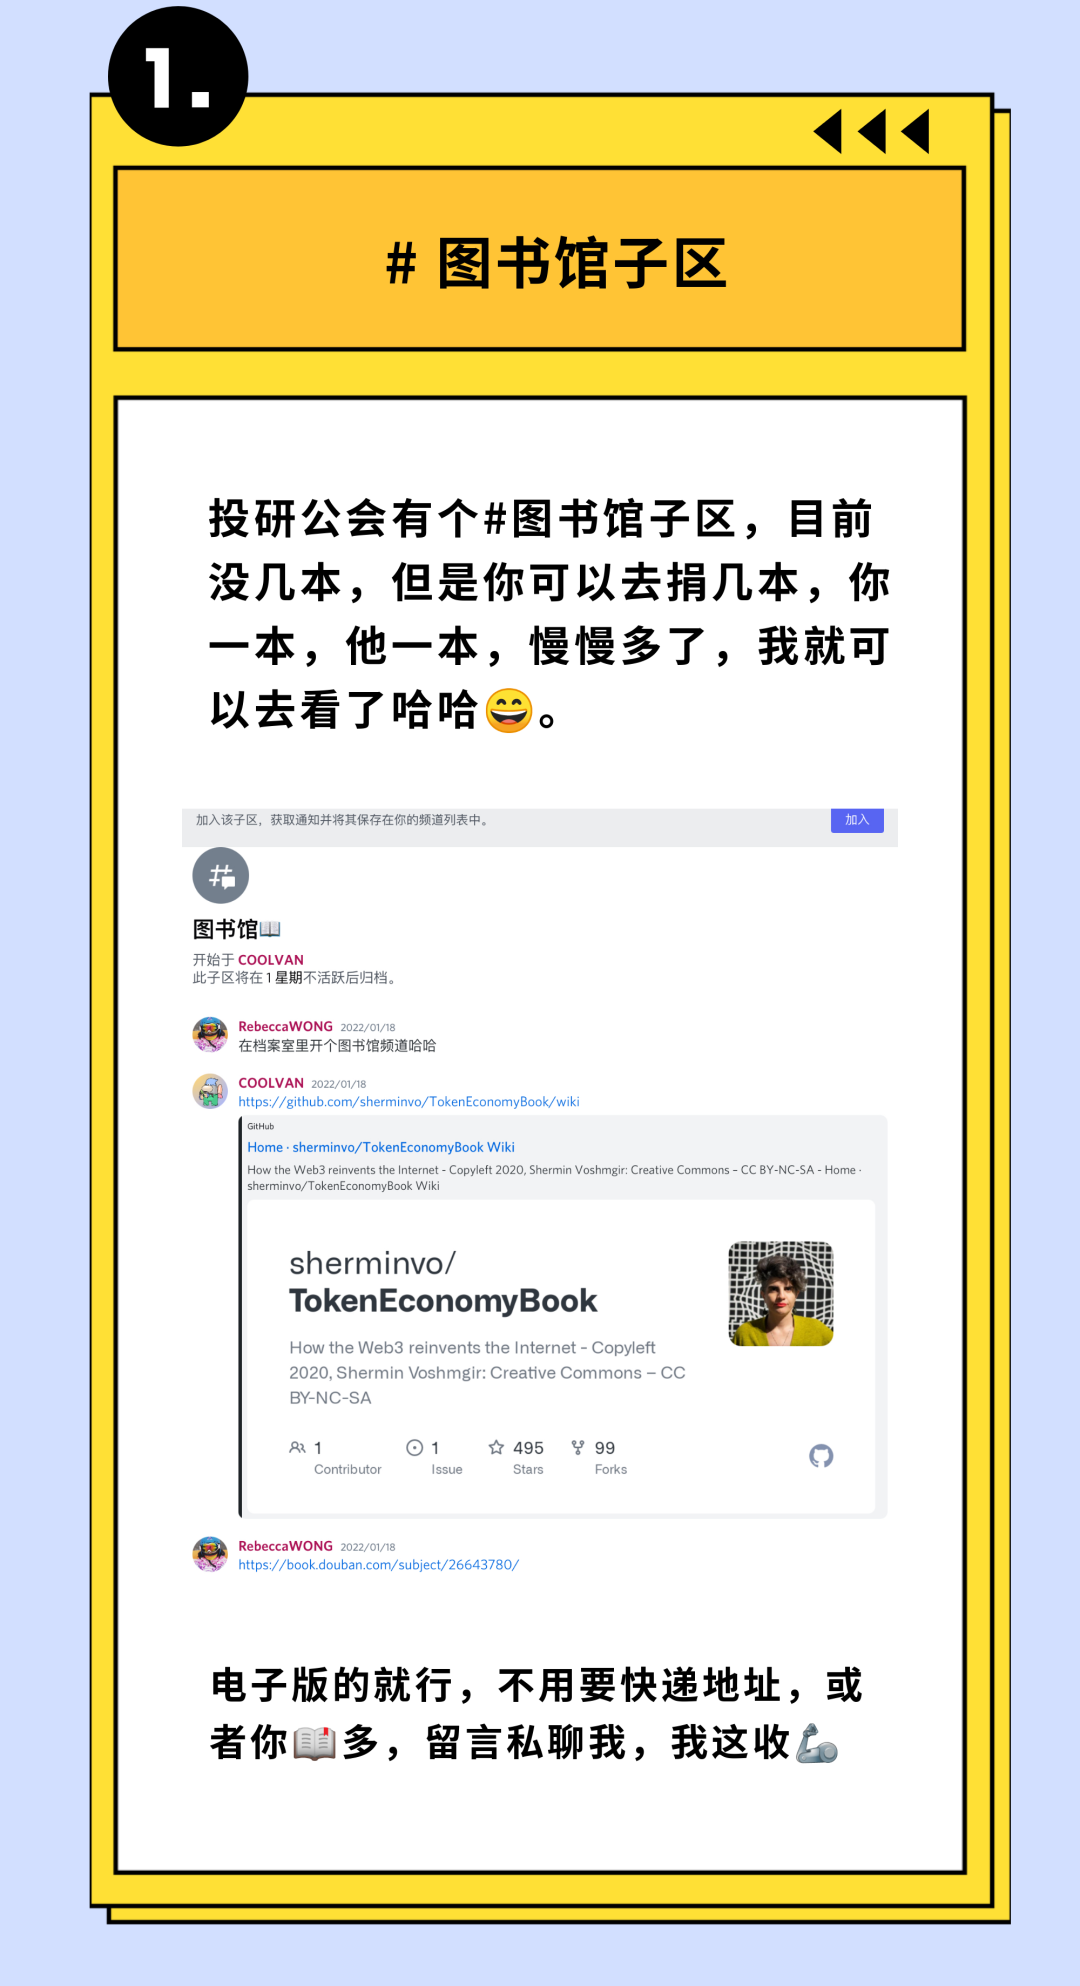 1.
# 图书馆子区
投研公会有个#图书馆子区，目前
没几本，但是你可以去捐几本，你
一本，他一本，慢慢多了，我就可
以去看了哈哈😄。
加入该子区，获取通知并将其保存在你的频道列表中。
加入
图书馆📖
开始于 COOLVAN
此子区将在 1 星期不活跃后归档。
RebeccaWONG 2022/01/18
在档案室里开个图书馆频道哈哈
COOLVAN 2022/01/18
https://github.com/sherminvo/TokenEconomyBook/wiki
GitHub
Home · sherminvo/TokenEconomyBook Wiki
How the Web3 reinvents the Internet - Copyleft 2020, Shermin Voshmgir: Creative Commons – CC BY-NC-SA - Home ·
sherminvo/TokenEconomyBook Wiki
sherminvo/
TokenEconomyBook
How the Web3 reinvents the Internet - Copyleft
2020, Shermin Voshmgir: Creative Commons – CC
BY-NC-SA
1 1 495 99
Contributor Issue Stars Forks
RebeccaWONG 2022/01/18
https://book.douban.com/subject/26643780/
电子版的就行，不用要快递地址，或
者你📖多，留言私聊我，我这收🦾